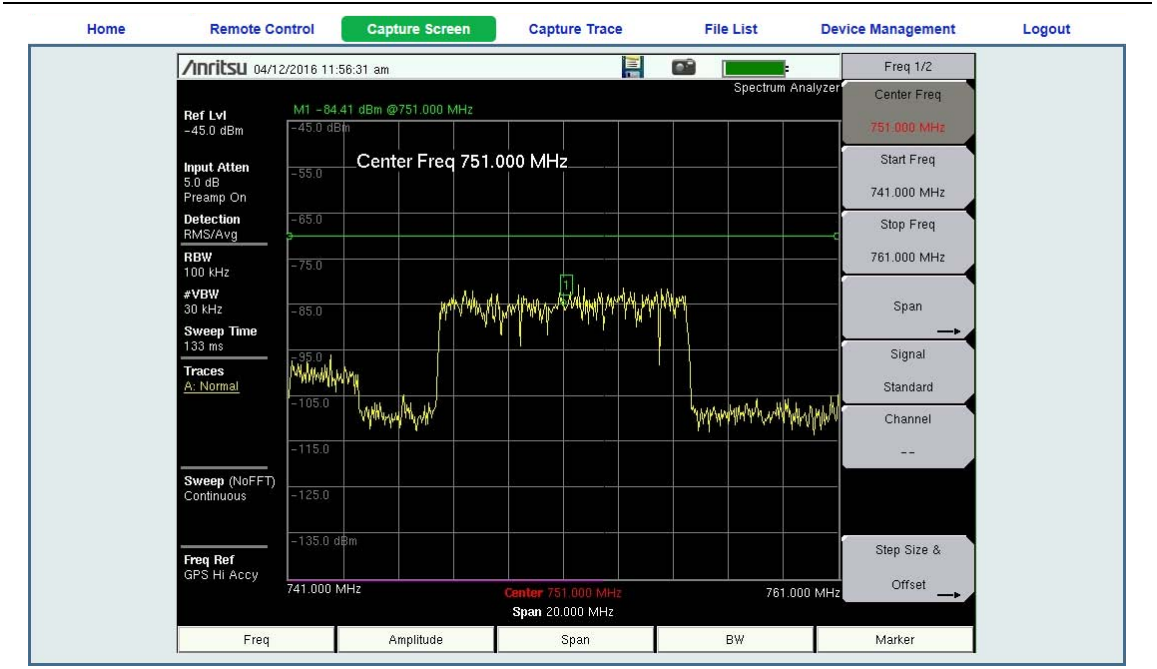 Home Remote Control Capture Screen Capture Trace File List Device Management Logout
/inritsu 04/12/2016 11:56:31 am
Freq 1/2
Spectrum Analyzer
M1 -84.41 dBm @751.000 MHz
Center Freq 751.000 MHz
Ref Lvl
-45.0 dBm
Input Atten
5.0 dB
Preamp On
Detection
RMS/Avg
RBW
100 kHz
#VBW
30 kHz
Sweep Time
133 ms
Traces
A: Normal
Sweep (NoFFT)
Continuous
Freq Ref
GPS Hi Accy
-45.0 dBm
-55.0
-65.0
-75.0
-85.0
-95.0
-105.0
-115.0
-125.0
-135.0 dBm
1
741.000 MHz
Center 751.000 MHz
761.000 MHz
Span 20.000 MHz
Center Freq
751.000 MHz
Start Freq
741.000 MHz
Stop Freq
761.000 MHz
Span
Signal
Standard
Channel
--
Step Size &
Offset
Freq Amplitude Span BW Marker